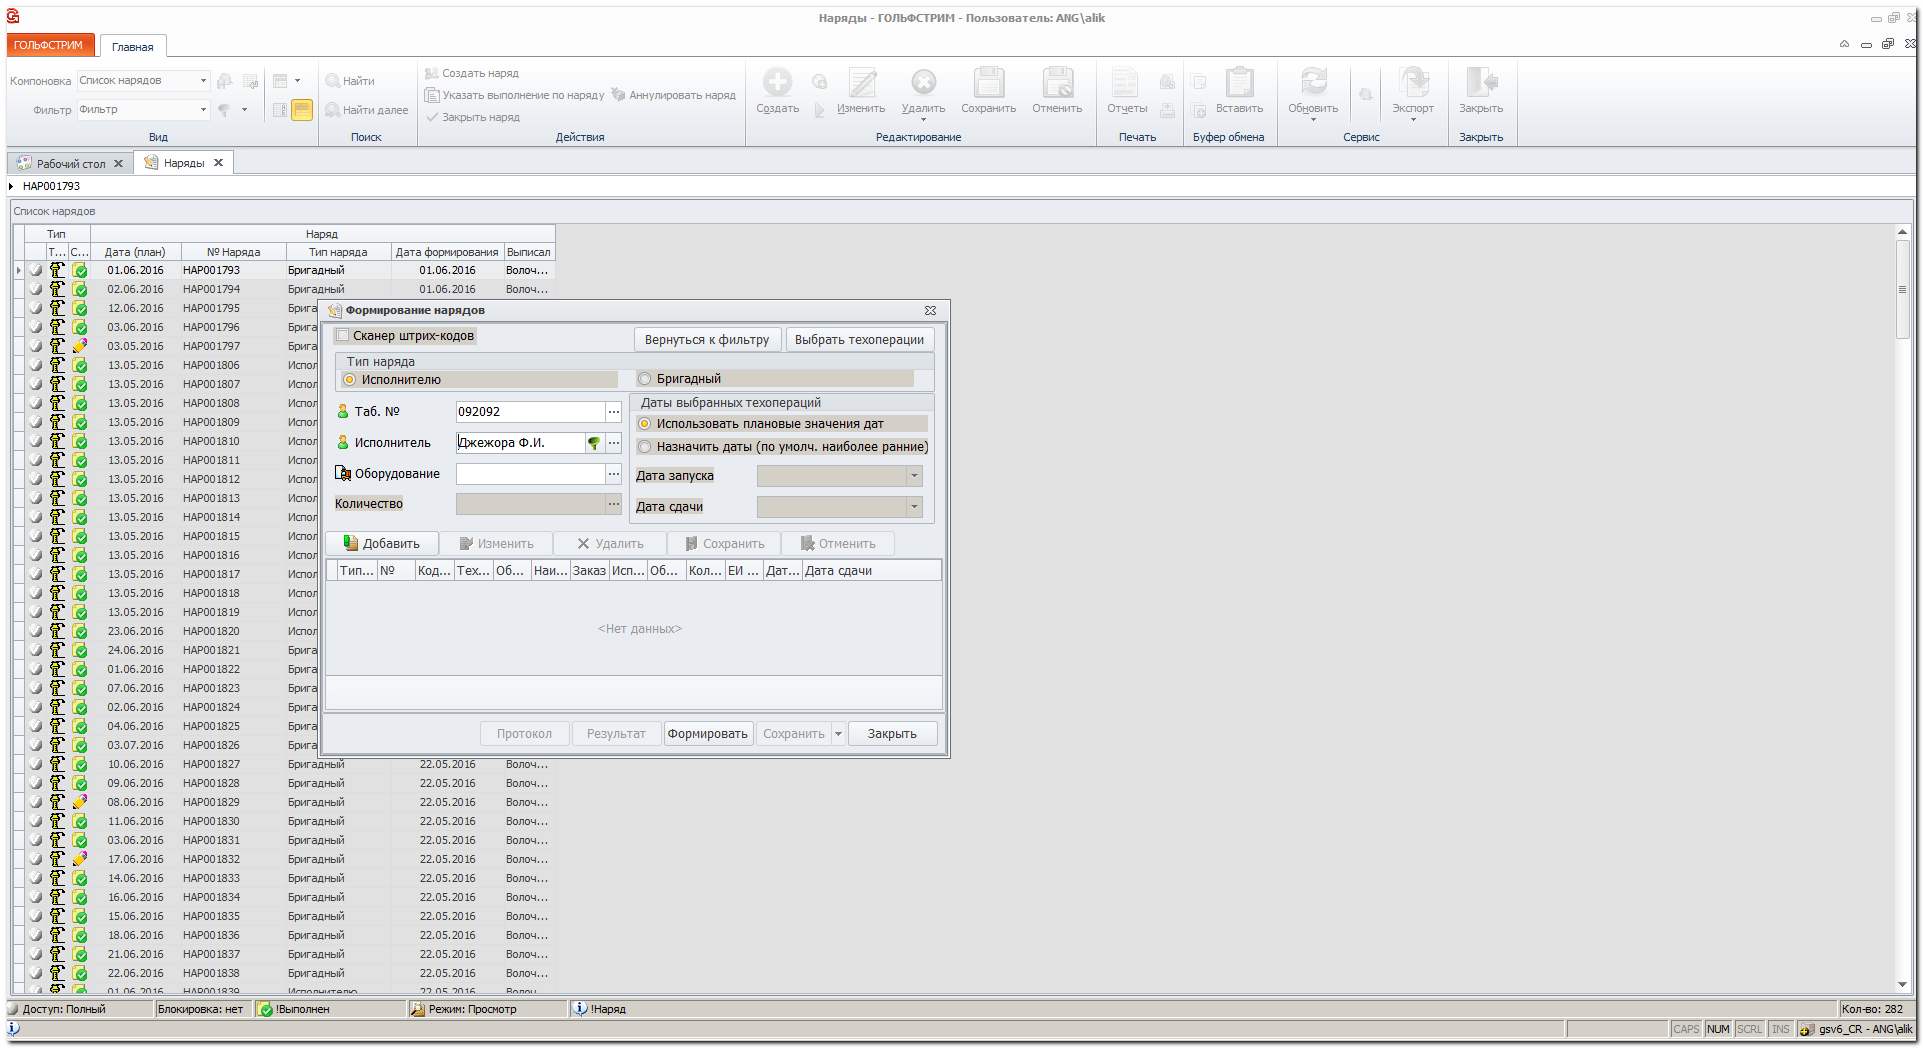 Наряды - ГОЛЬФСТРИМ - Пользователь: ANG\alik
ГОЛЬФСТРИМ Главная
Компоновка Список нарядов
Фильтр Фильтр
Вид
Найти
Найти далее
Поиск
Создать наряд
Указать выполнение по наряду Аннулировать наряд
Закрыть наряд
Действия
Создать Изменить Удалить Сохранить Отменить
Редактирование
Отчеты
Печать
Вставить
Буфер обмена
Обновить Экспорт
Сервис
Закрыть
Закрыть
Рабочий стол Наряды
НАР001793
Список нарядов
Тип Наряд
Т... С... Дата (план) № Наряда Тип наряда Дата формирования Выписал
01.06.2016 НАР001793 Бригадный 01.06.2016 Волоч...
02.06.2016 НАР001794 Бригадный 01.06.2016 Волоч...
12.06.2016 НАР001795 Брига
03.06.2016 НАР001796 Брига
03.05.2016 НАР001797 Брига
13.05.2016 НАР001806 Испол
13.05.2016 НАР001807 Испол
13.05.2016 НАР001808 Испол
13.05.2016 НАР001809 Испол
13.05.2016 НАР001810 Испол
13.05.2016 НАР001811 Испол
13.05.2016 НАР001812 Испол
13.05.2016 НАР001813 Испол
13.05.2016 НАР001814 Испол
13.05.2016 НАР001815 Испол
13.05.2016 НАР001816 Испол
13.05.2016 НАР001817 Испол
13.05.2016 НАР001818 Испол
13.05.2016 НАР001819 Испол
23.06.2016 НАР001820 Испол
24.06.2016 НАР001821 Брига
01.06.2016 НАР001822 Брига
07.06.2016 НАР001823 Брига
02.06.2016 НАР001824 Брига
04.06.2016 НАР001825 Брига
03.07.2016 НАР001826 Брига
10.06.2016 НАР001827 Бригадный 22.05.2016 Волоч...
09.06.2016 НАР001828 Бригадный 22.05.2016 Волоч...
08.06.2016 НАР001829 Бригадный 22.05.2016 Волоч...
11.06.2016 НАР001830 Бригадный 22.05.2016 Волоч...
03.06.2016 НАР001831 Бригадный 22.05.2016 Волоч...
17.06.2016 НАР001832 Бригадный 22.05.2016 Волоч...
14.06.2016 НАР001833 Бригадный 22.05.2016 Волоч...
16.06.2016 НАР001834 Бригадный 22.05.2016 Волоч...
15.06.2016 НАР001835 Бригадный 22.05.2016 Волоч...
18.06.2016 НАР001836 Бригадный 22.05.2016 Волоч...
21.06.2016 НАР001837 Бригадный 22.05.2016 Волоч...
22.06.2016 НАР001838 Бригадный 22.05.2016 Волоч...
01.06.2016 НАР001839 Исполнителю 22.05.2016 Волоч
Формирование нарядов
Сканер штрих-кодов Вернуться к фильтру Выбрать техоперации
Тип наряда
Исполнителю Бригадный
Таб. № 092092
Исполнитель Джежора Ф.И.
Оборудование
Количество
Даты выбранных техопераций
Использовать плановые значения дат
Назначить даты (по умолч. наиболее ранние)
Дата запуска
Дата сдачи
Добавить Изменить Удалить Сохранить Отменить
Тип... № Код... Тех... Об... Наи... Заказ Исп... Об... Кол... ЕИ ... Дат... Дата сдачи
<Нет данных>
Протокол Результат Формировать Сохранить Закрыть
Доступ: Полный Блокировка: нет !Выполнен Режим: Просмотр !Наряд Кол-во: 282
CAPS NUM SCRL INS gsv6_CR - ANG\alik